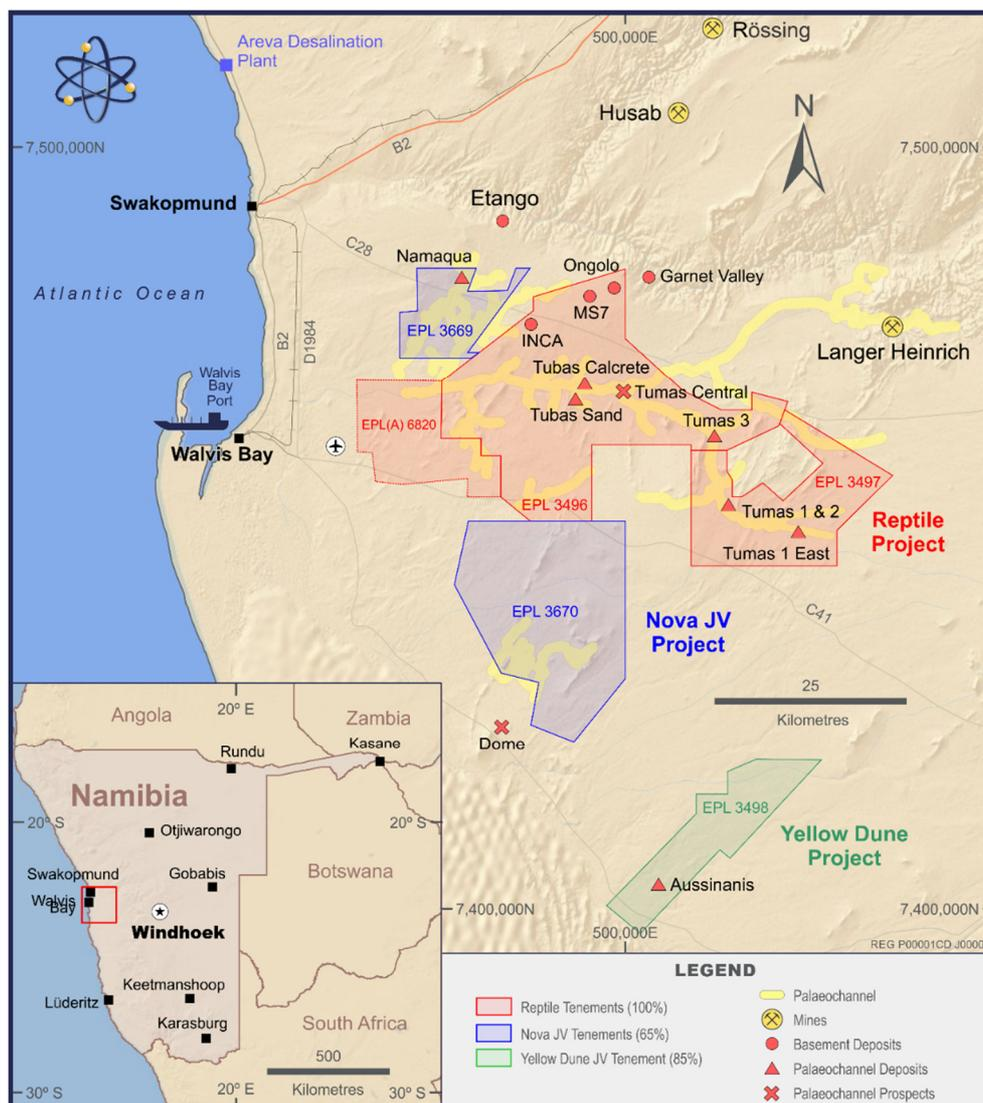 Areva Desalination
Plant
500,000E
Rössing
Husab
N
7,500,000N
7,500,000N
B2
Swakopmund
Etango
C28
Namaqua
Ongolo
Garnet Valley
Atlantic Ocean
MS7
EPL 3669
INCA
Langer Heinrich
B2
D1984
Tubas Calcrete
Walvis
Bay
Port
Tumas Central
Tubas Sand
EPL(A) 6820
Tumas 3
Walvis Bay
EPL 3497
EPL 3496
Tumas 1 & 2
Reptile
Project
Tumas 1 East
EPL 3670
Nova JV
Project
C41
25
Kilometres
Dome
EPL 3498
Yellow Dune
Project
Aussinanis
7,400,000N
7,400,000N
500,000E
REG P00001CD J0000
Angola
20° E
Zambia
Rundu
Kasane
Namibia
20° S
20° S
Otjiwarongo
Botswana
Swakopmund
Gobabis
Walvis
Bay
Windhoek
Keetmanshoop
Lüderitz
Karasburg
South Africa
500
Kilometres
30° S
20° E
30° S
LEGEND
Reptile Tenements (100%)
Nova JV Tenements (65%)
Yellow Dune JV Tenement (85%)
Palaeochannel
Mines
Basement Deposits
Palaeochannel Deposits
Palaeochannel Prospects